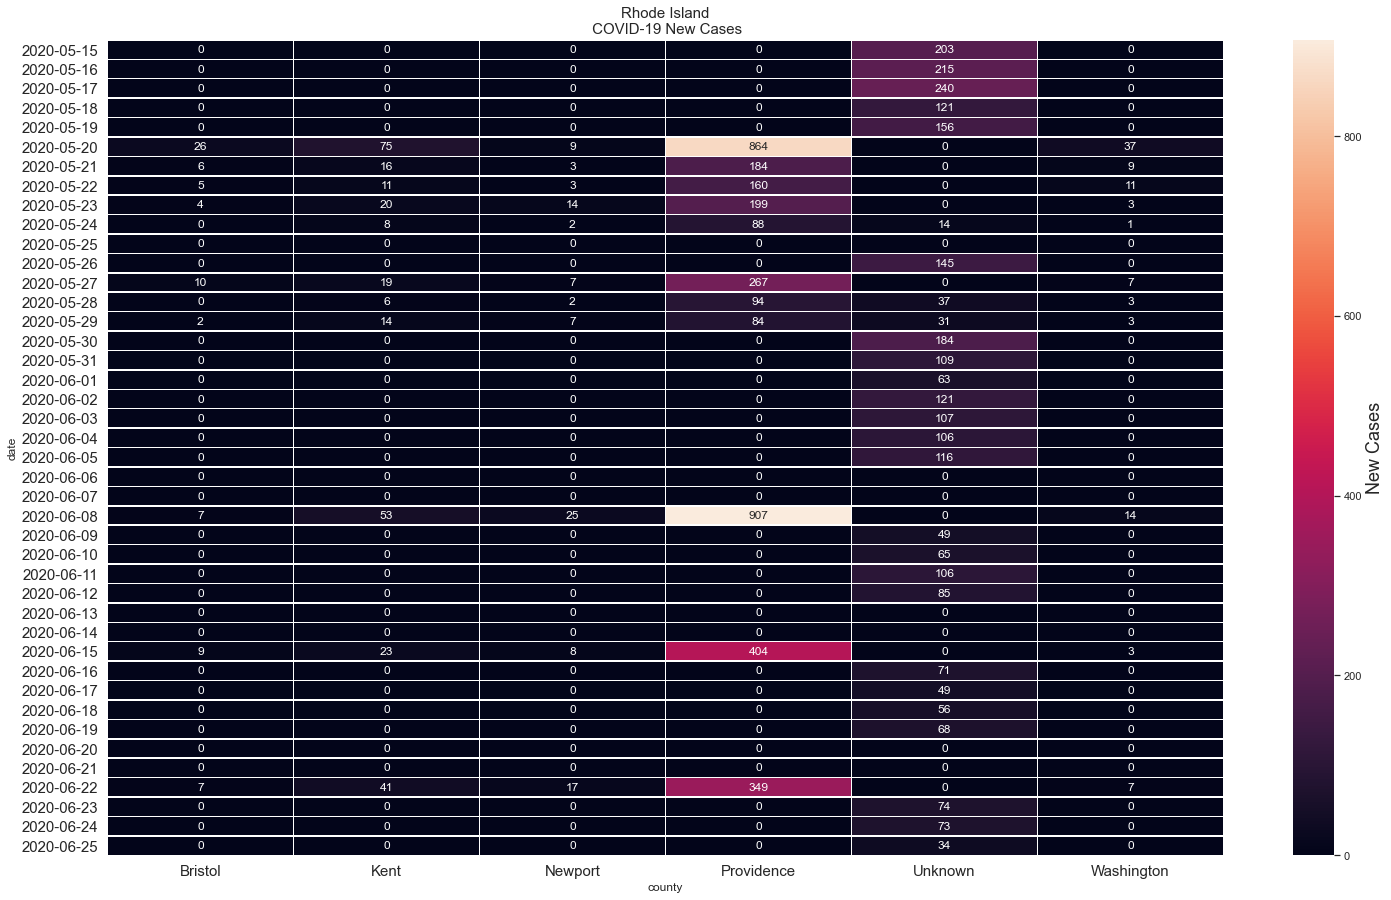 Rhode Island
COVID-19 New Cases
2020-05-15 0 0 0 0 203 0
2020-05-16 0 0 0 0 215 0
2020-05-17 0 0 0 0 240 0
2020-05-18 0 0 0 0 121 0
2020-05-19 0 0 0 0 156 0
2020-05-20 26 75 9 864 0 37
2020-05-21 6 16 3 184 0 9
2020-05-22 5 11 3 160 0 11
2020-05-23 4 20 14 199 0 3
2020-05-24 0 8 2 88 14 1
2020-05-25 0 0 0 0 0 0
2020-05-26 0 0 0 0 145 0
2020-05-27 10 19 7 267 0 7
2020-05-28 0 6 2 94 37 3
2020-05-29 2 14 7 84 31 3
2020-05-30 0 0 0 0 184 0
2020-05-31 0 0 0 0 109 0
2020-06-01 0 0 0 0 63 0
2020-06-02 0 0 0 0 121 0
2020-06-03 0 0 0 0 107 0
2020-06-04 0 0 0 0 106 0
2020-06-05 0 0 0 0 116 0
2020-06-06 0 0 0 0 0 0
2020-06-07 0 0 0 0 0 0
2020-06-08 7 53 25 907 0 14
2020-06-09 0 0 0 0 49 0
2020-06-10 0 0 0 0 65 0
2020-06-11 0 0 0 0 106 0
2020-06-12 0 0 0 0 85 0
2020-06-13 0 0 0 0 0 0
2020-06-14 0 0 0 0 0 0
2020-06-15 9 23 8 404 0 3
2020-06-16 0 0 0 0 71 0
2020-06-17 0 0 0 0 49 0
2020-06-18 0 0 0 0 56 0
2020-06-19 0 0 0 0 68 0
2020-06-20 0 0 0 0 0 0
2020-06-21 0 0 0 0 0 0
2020-06-22 7 41 17 349 0 7
2020-06-23 0 0 0 0 74 0
2020-06-24 0 0 0 0 73 0
2020-06-25 0 0 0 0 34 0
Bristol Kent Newport Providence Unknown Washington
county
date
800
600
400
200
0
New Cases